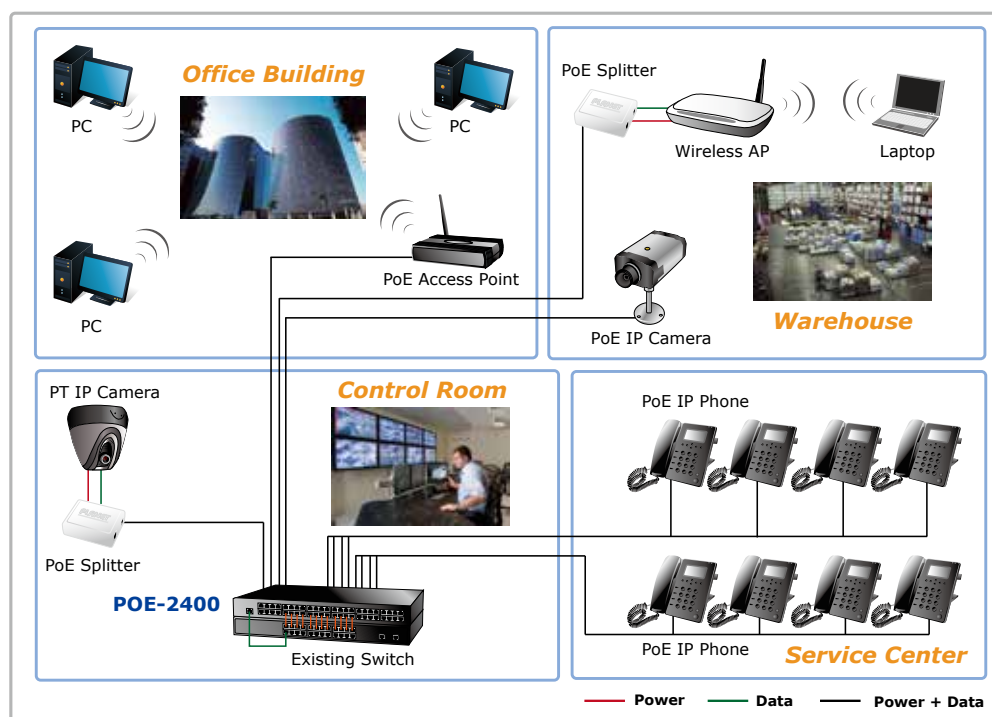 Office Building
PC
PC
PoE Access Point
PC
PoE Splitter
Wireless AP
Laptop
PoE IP Camera
Warehouse
PT IP Camera
Control Room
PoE Splitter
POE-2400
Existing Switch
PoE IP Phone
PoE IP Phone
Service Center
Power
Data
Power + Data